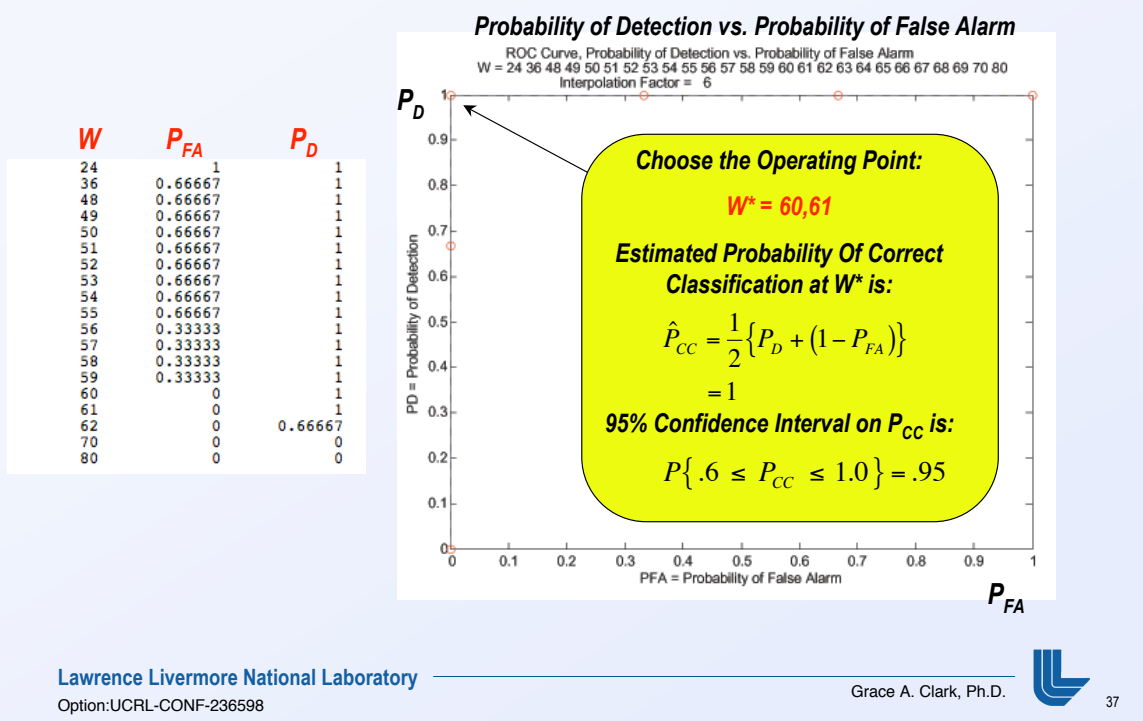 Probability of Detection vs. Probability of False Alarm
ROC Curve, Probability of Detection vs. Probability of False Alarm
W = 24 36 48 49 50 51 52 53 54 55 56 57 58 59 60 61 62 63 64 65 66 67 68 69 70 80
Interpolation Factor = 6
W P_FA P_D
24 1 1
36 0.66667 1
48 0.66667 1
49 0.66667 1
50 0.66667 1
51 0.66667 1
52 0.66667 1
53 0.66667 1
54 0.66667 1
55 0.66667 1
56 0.33333 1
57 0.33333 1
58 0.33333 1
59 0.33333 1
60 0 1
61 0 1
62 0 0.66667
70 0 0
80 0 0
P_D
1
0.9
0.8
0.7
0.6
0.5
0.4
0.3
0.2
0.1
0
PD = Probability of Detection
Choose the Operating Point:
W* = 60,61
Estimated Probability Of Correct
Classification at W* is:
P̂_CC = 1/2 {P_D + (1 − P_FA)}
= 1
95% Confidence Interval on P_CC is:
P{ .6 ≤ P_CC ≤ 1.0 } = .95
0 0.1 0.2 0.3 0.4 0.5 0.6 0.7 0.8 0.9 1
PFA = Probability of False Alarm
P_FA
Lawrence Livermore National Laboratory
Option:UCRL-CONF-236598
Grace A. Clark, Ph.D.
37